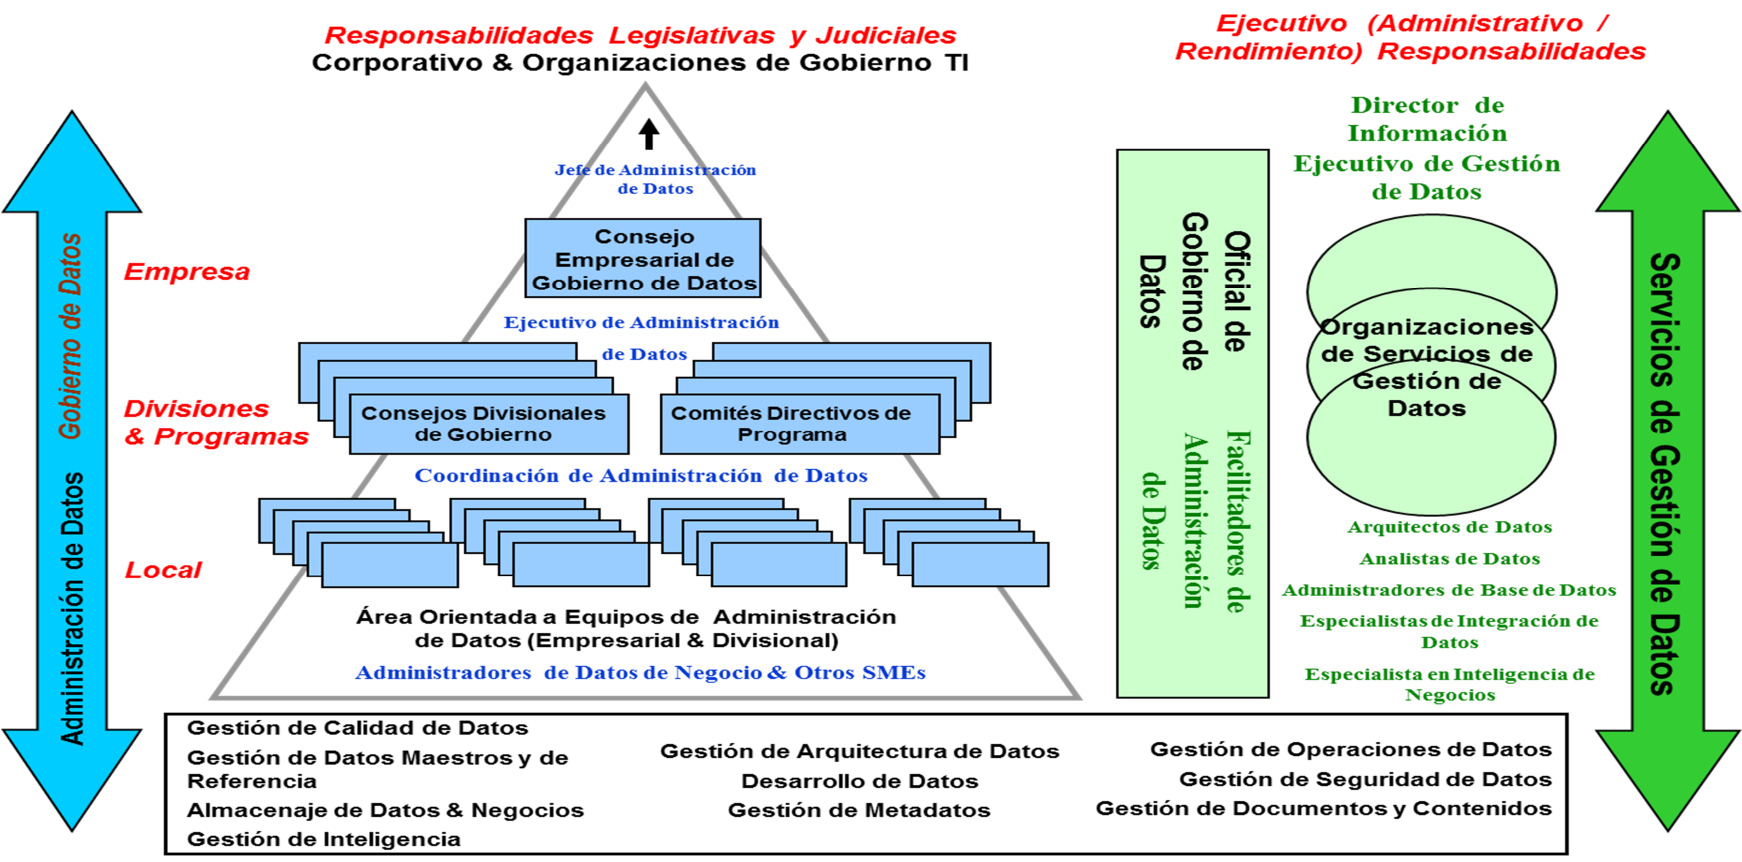 Responsabilidades Legislativas y Judiciales
Corporativo & Organizaciones de Gobierno TI
Ejecutivo (Administrativo /
Rendimiento) Responsabilidades
Administración de Datos Gobierno de Datos
Empresa
Divisiones
& Programas
Local
Jefe de Administración
de Datos
Consejo
Empresarial de
Gobierno de Datos
Ejecutivo de Administración
de Datos
Consejos Divisionales
de Gobierno
Comités Directivos de
Programa
Coordinación de Administración de Datos
Área Orientada a Equipos de Administración
de Datos (Empresarial & Divisional)
Administradores de Datos de Negocio & Otros SMEs
Oficial de
Gobierno de
Datos
Facilitadores de
Administración
de Datos
Director de
Información
Ejecutivo de Gestión
de Datos
Organizaciones
de Servicios de
Gestión de
Datos
Arquitectos de Datos
Analistas de Datos
Administradores de Base de Datos
Especialistas de Integración de
Datos
Especialista en Inteligencia de
Negocios
Servicios de Gestión de Datos
Gestión de Calidad de Datos
Gestión de Datos Maestros y de
Referencia
Almacenaje de Datos & Negocios
Gestión de Inteligencia
Gestión de Arquitectura de Datos
Desarrollo de Datos
Gestión de Metadatos
Gestión de Operaciones de Datos
Gestión de Seguridad de Datos
Gestión de Documentos y Contenidos